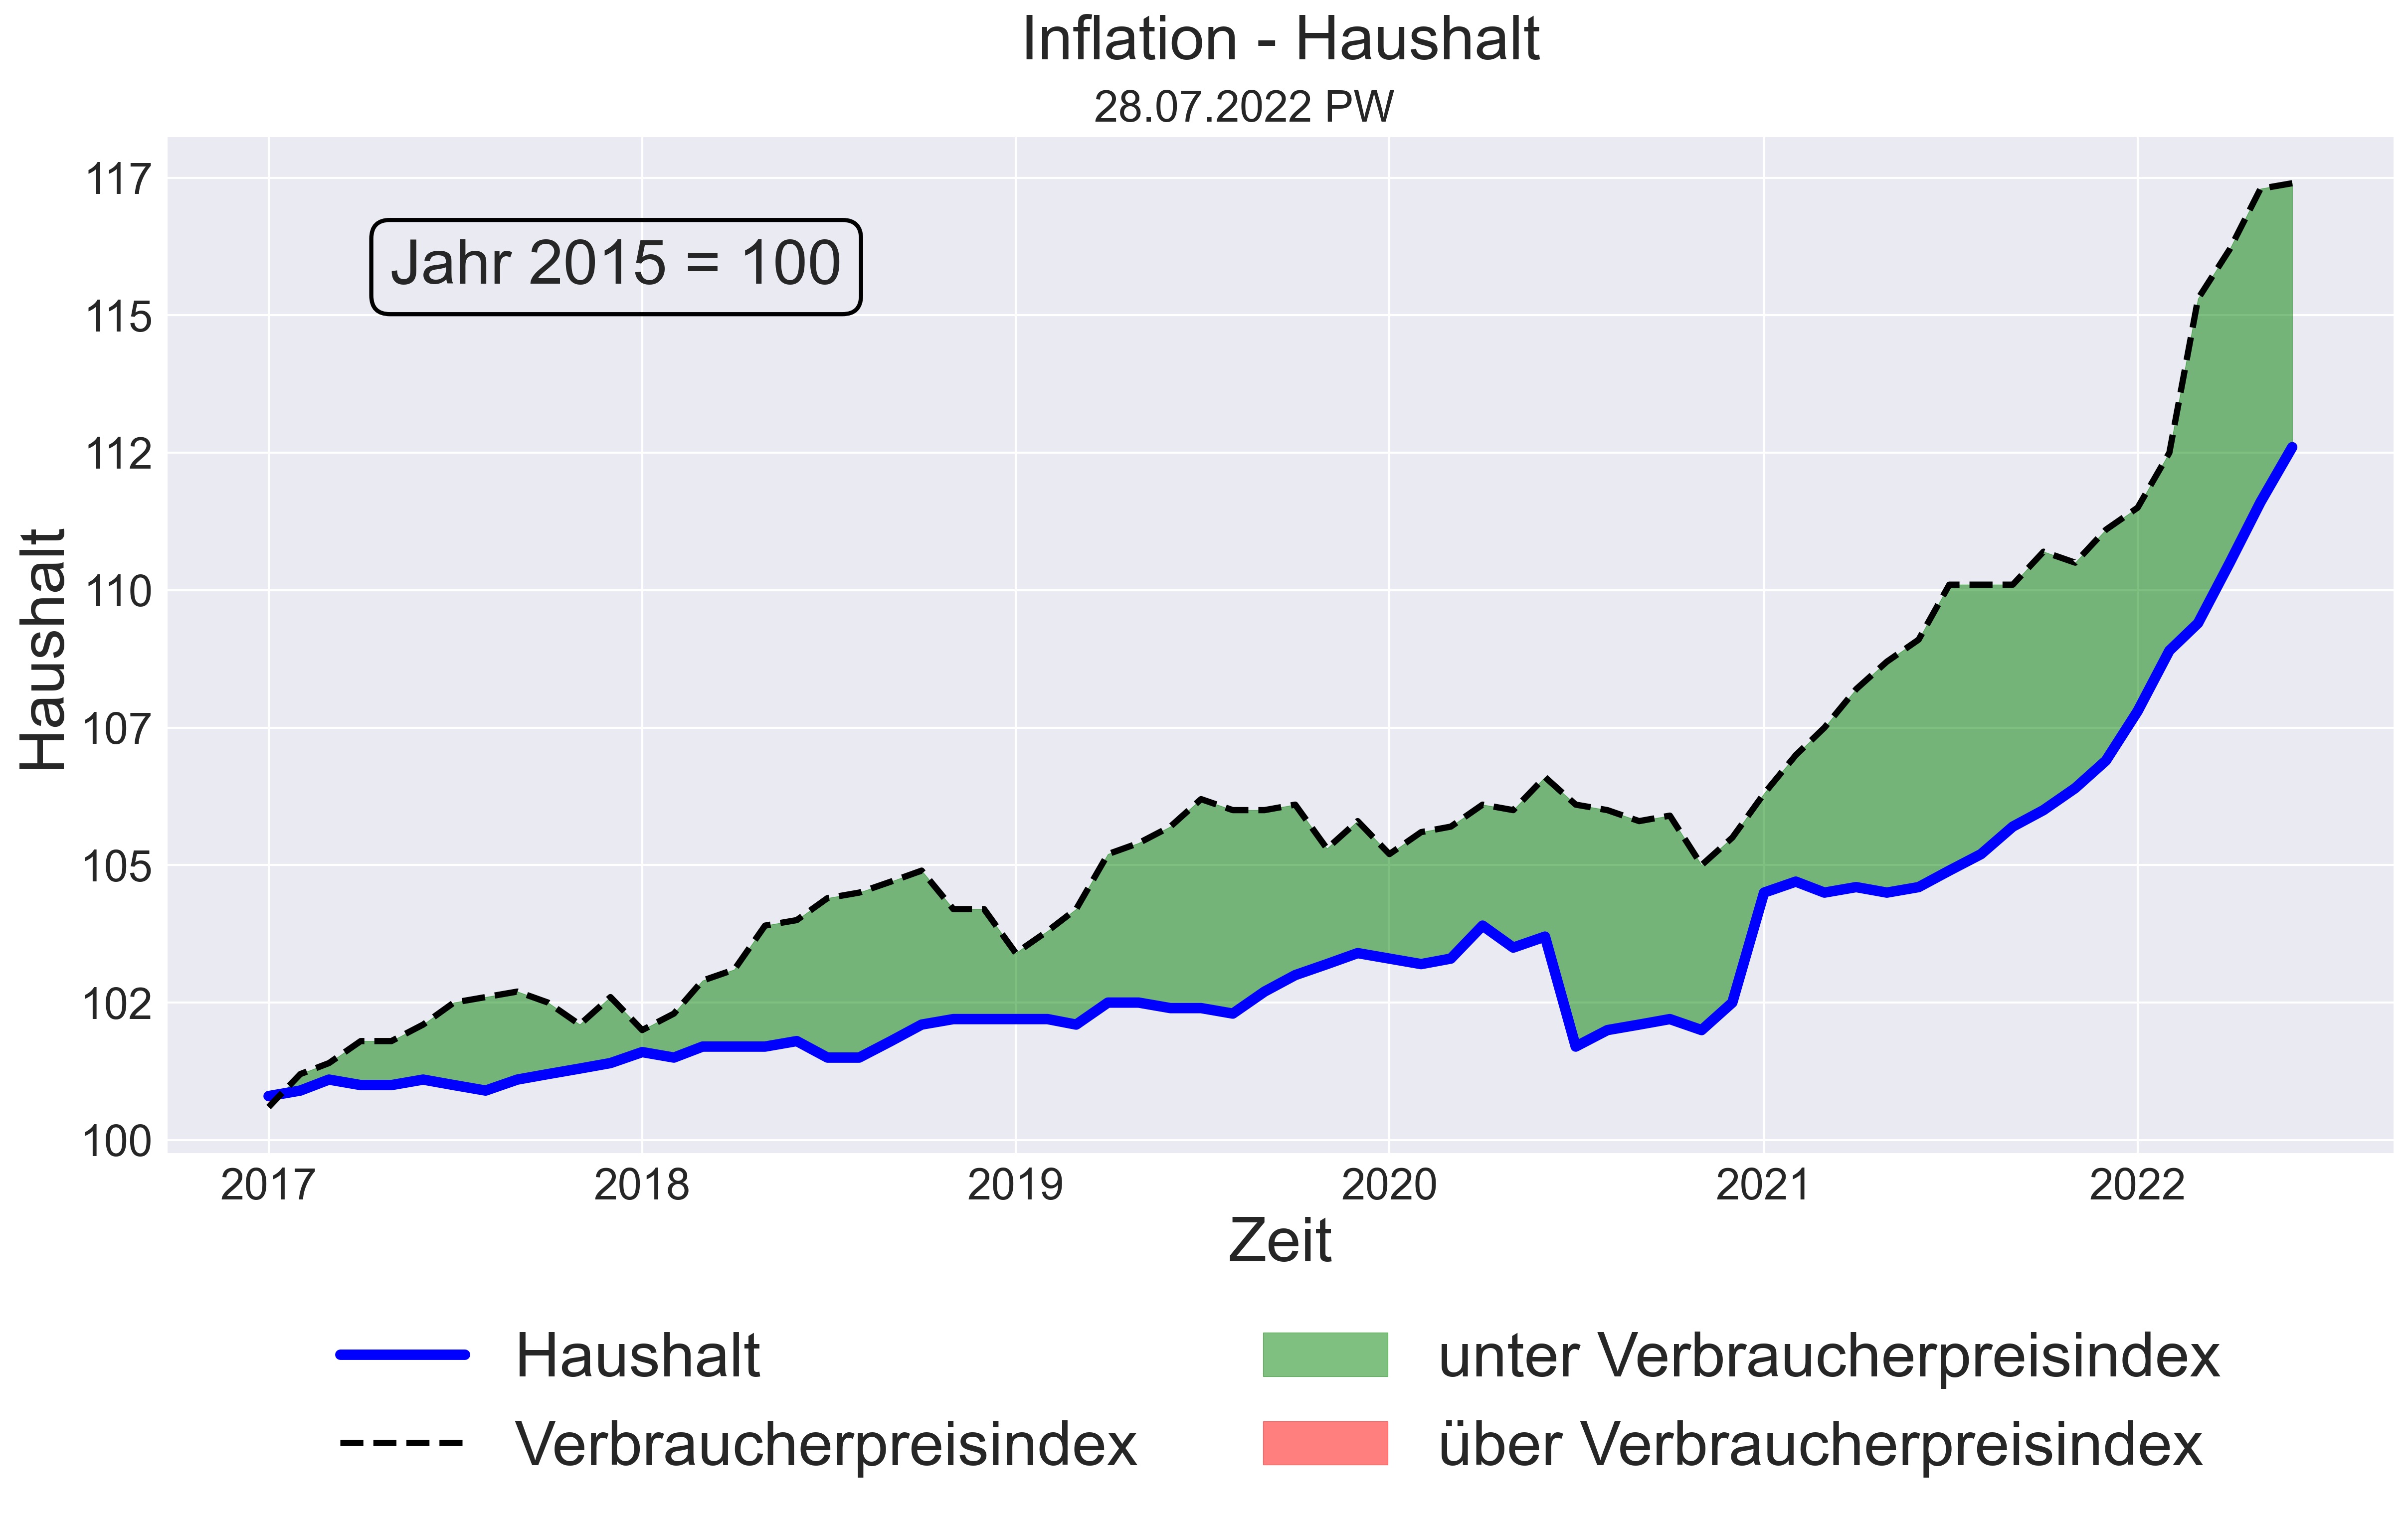 Inflation - Haushalt
28.07.2022 PW
117
115
112
110
107
105
102
100
Jahr 2015 = 100
Haushalt
2017 2018 2019 2020 2021 2022
Zeit
Haushalt
Verbraucherpreisindex
unter Verbraucherpreisindex
über Verbraucherpreisindex